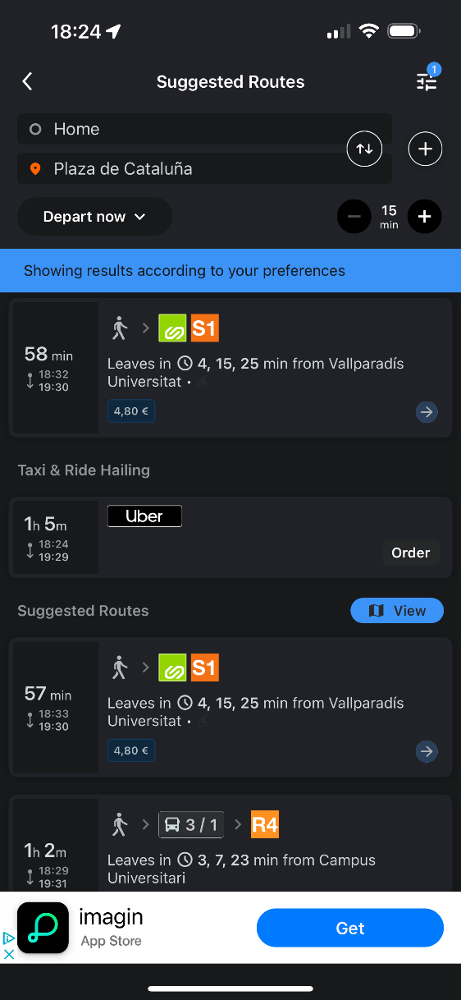 18:24
Suggested Routes
1
Home
Plaza de Cataluña
Depart now
15
min
Showing results according to your preferences
S1
58 min
18:32
19:30
Leaves in 4, 15, 25 min from Vallparadís
Universitat •
4,80 €
Taxi & Ride Hailing
1h 5m
18:24
19:29
Uber
Order
Suggested Routes
View
S1
57 min
18:33
19:30
Leaves in 4, 15, 25 min from Vallparadís
Universitat •
4,80 €
3 / 1
R4
1h 2m
18:29
19:31
Leaves in 3, 7, 23 min from Campus
Universitari
imagin
App Store
Get